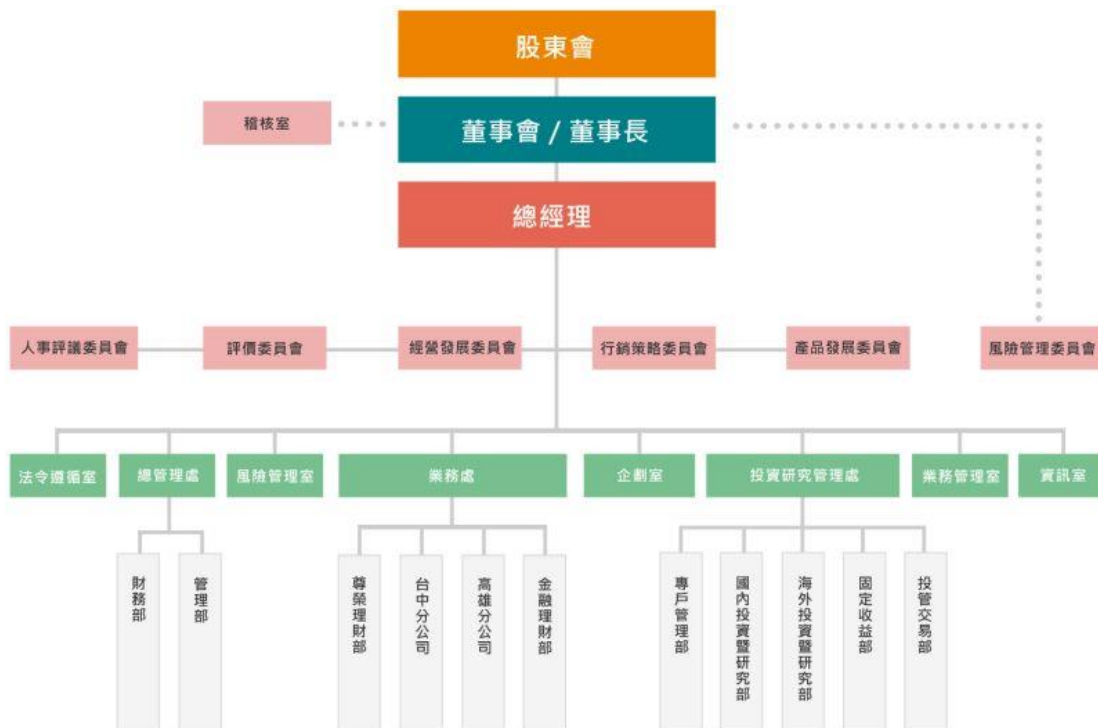 股東會
稽核室
董事會 / 董事長
總經理
人事評議委員會
評價委員會
經營發展委員會
行銷策略委員會
產品發展委員會
風險管理委員會
法令遵循室
總管理處
風險管理室
業務處
企劃室
投資研究管理處
業務管理室
資訊室
財務部
管理部
尊榮理財部
台中分公司
高雄分公司
金融理財部
專戶管理部
國內投資暨研究部
海外投資暨研究部
固定收益部
投管交易部